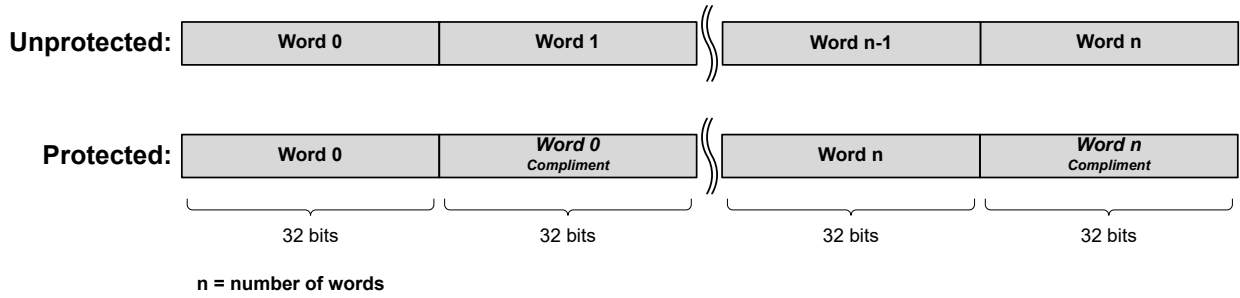 Unprotected: Word 0 Word 1 Word n-1 Word n
Protected: Word 0 Word 0 Compliment Word n Word n Compliment
32 bits 32 bits 32 bits 32 bits
n = number of words